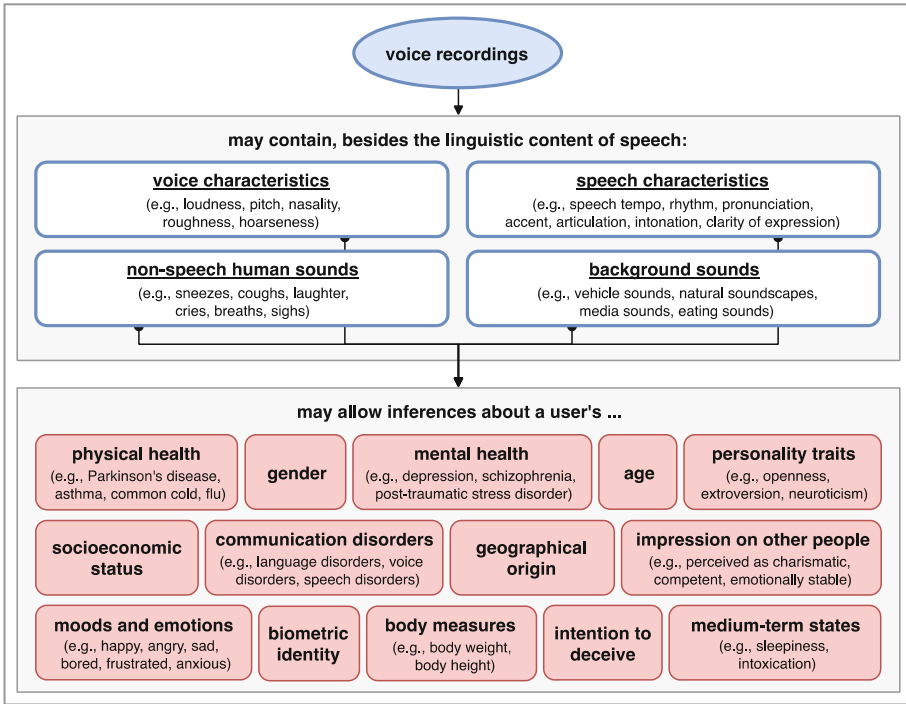 voice recordings
may contain, besides the linguistic content of speech:
voice characteristics
(e.g., loudness, pitch, nasality,
roughness, hoarseness)
speech characteristics
(e.g., speech tempo, rhythm, pronunciation,
accent, articulation, intonation, clarity of expression)
non-speech human sounds
(e.g., sneezes, coughs, laughter,
cries, breaths, sighs)
background sounds
(e.g., vehicle sounds, natural soundscapes,
media sounds, eating sounds)
may allow inferences about a user's ...
physical health
(e.g., Parkinson's disease,
asthma, common cold, flu)
gender
mental health
(e.g., depression, schizophrenia,
post-traumatic stress disorder)
age
personality traits
(e.g., openness,
extroversion, neuroticism)
socioeconomic
status
communication disorders
(e.g., language disorders, voice
disorders, speech disorders)
geographical
origin
impression on other people
(e.g., perceived as charismatic,
competent, emotionally stable)
moods and emotions
(e.g., happy, angry, sad,
bored, frustrated, anxious)
biometric
identity
body measures
(e.g., body weight,
body height)
intention to
deceive
medium-term states
(e.g., sleepiness,
intoxication)